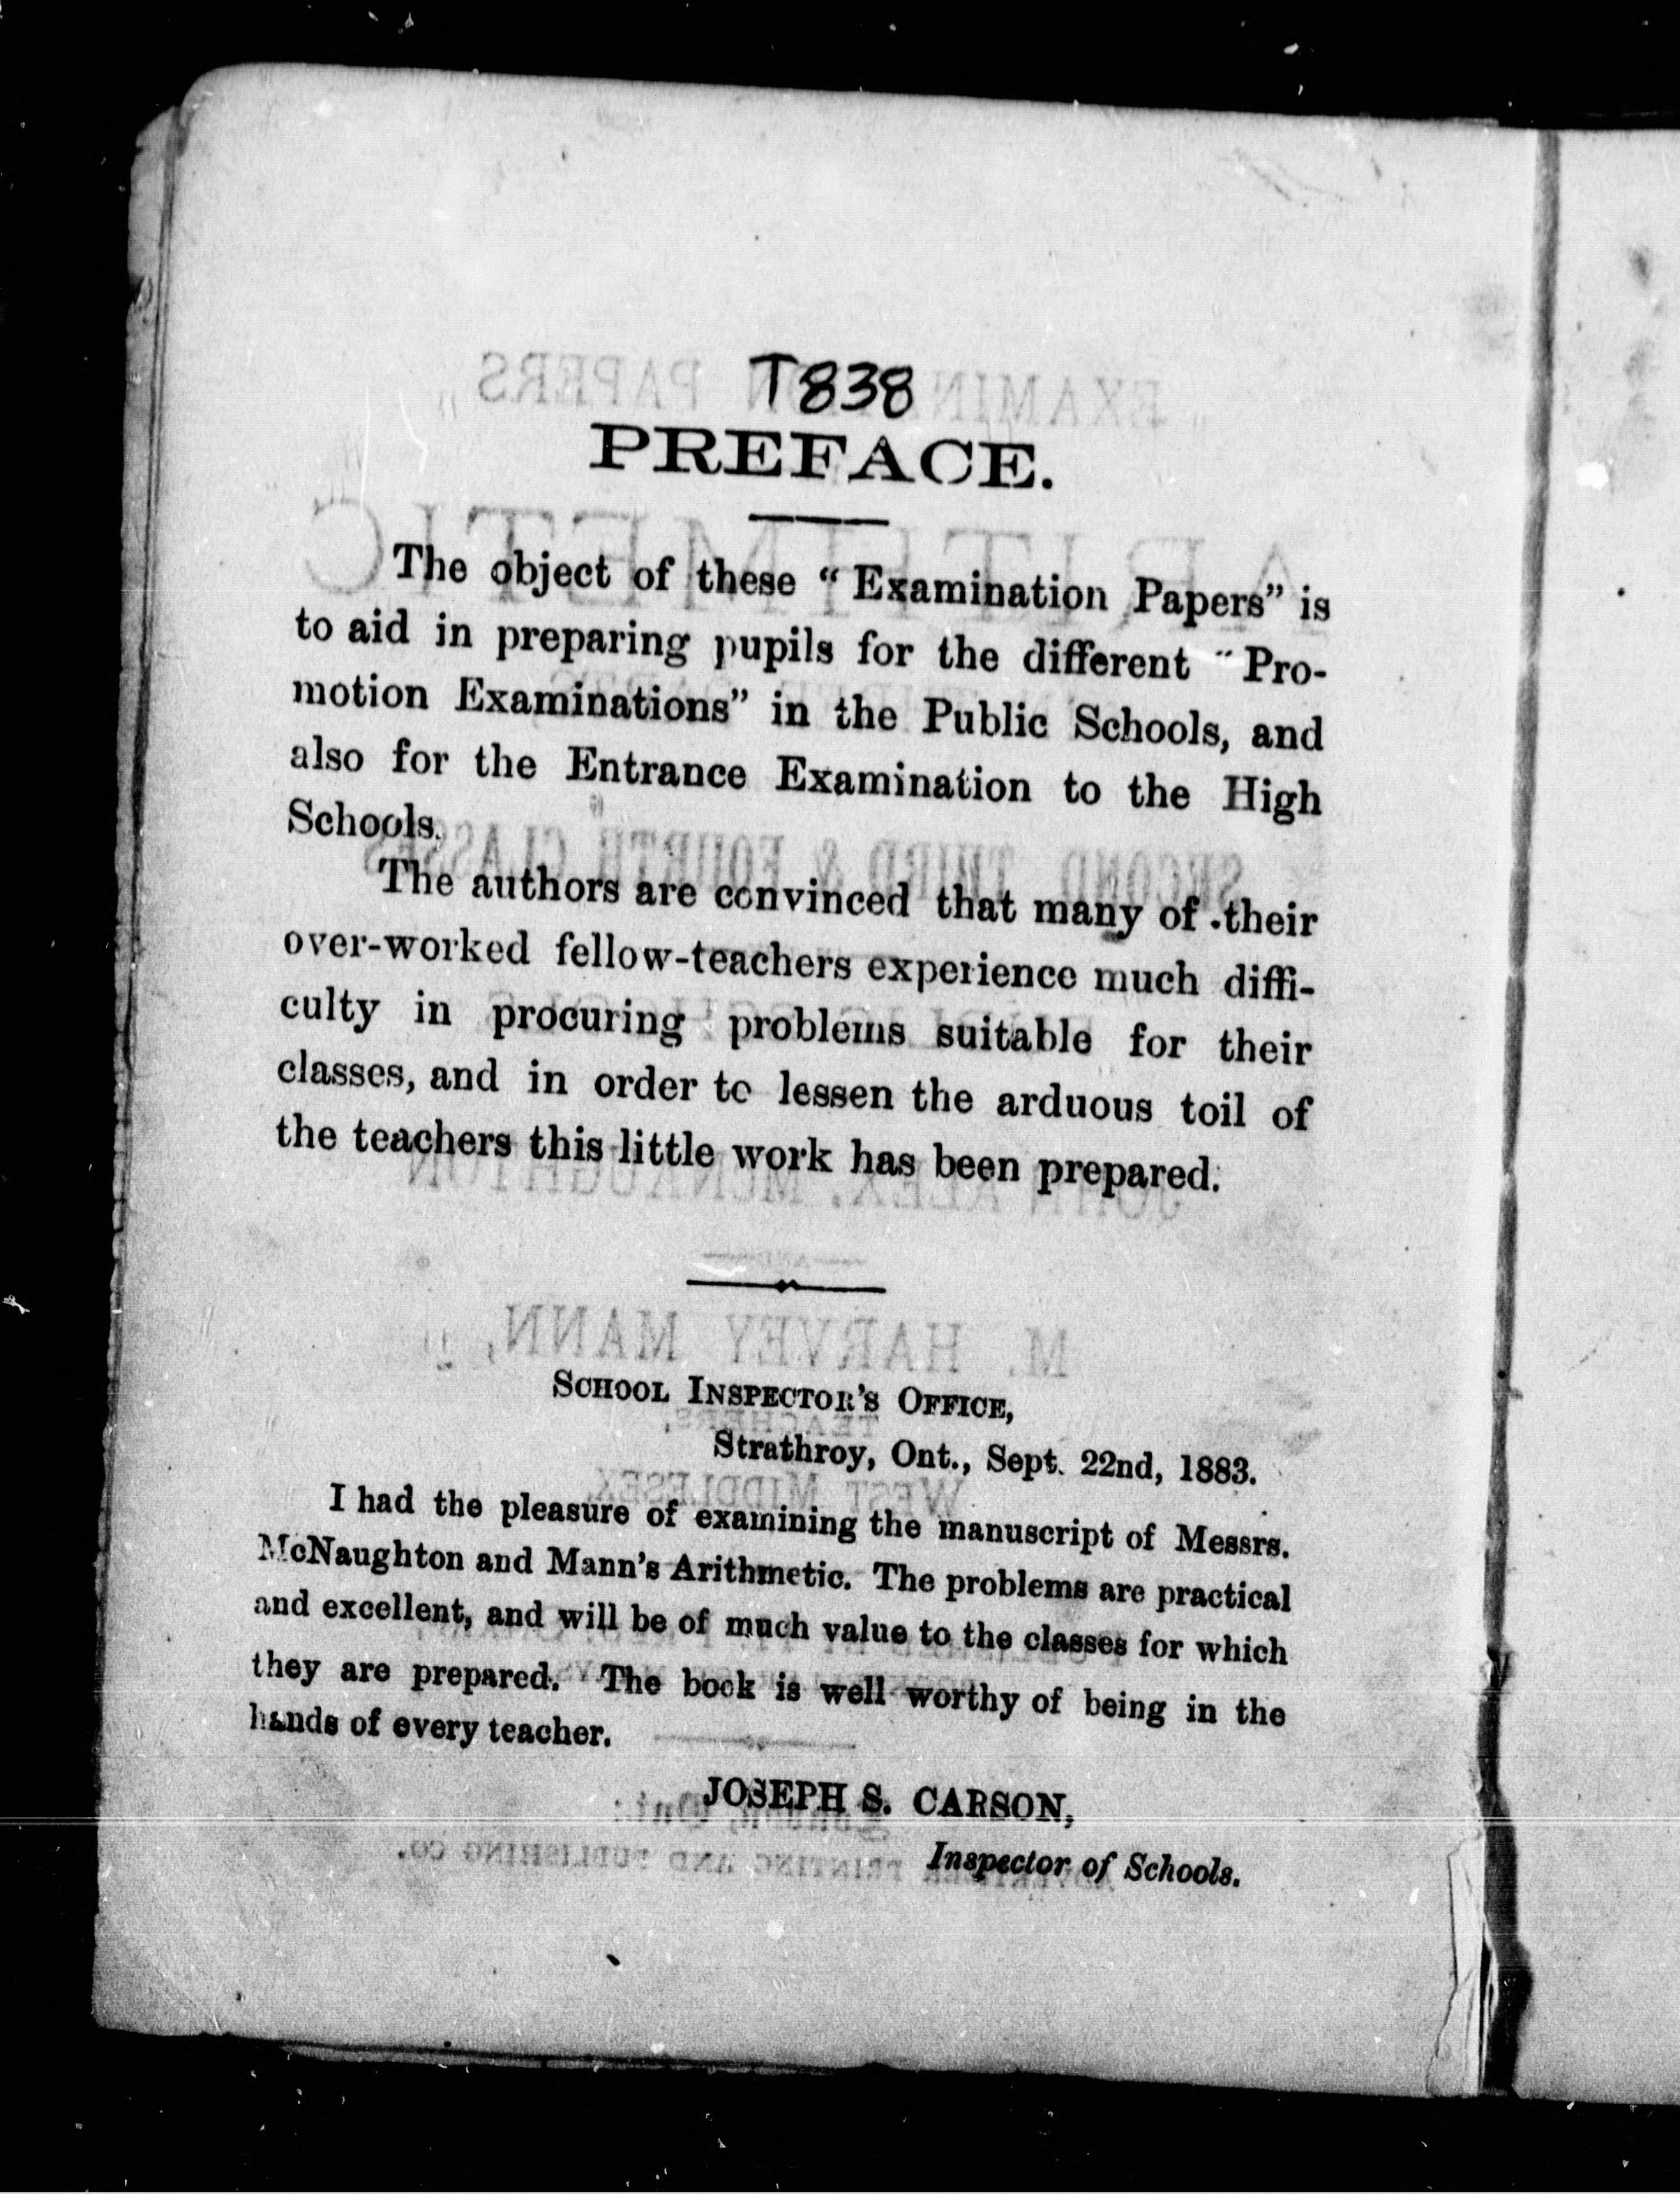 T838
PREFACE.
The object of these “Examination Papers” is
to aid in preparing pupils for the different “Pro-
motion Examinations” in the Public Schools, and
also for the Entrance Examination to the High
Schools.
The authors are convinced that many of their
over-worked fellow-teachers experience much diffi-
culty in procuring problems suitable for their
classes, and in order to lessen the arduous toil of
the teachers this little work has been prepared.
SCHOOL INSPECTOR’S OFFICE,
Strathroy, Ont., Sept. 22nd, 1883.
I had the pleasure of examining the manuscript of Messrs.
McNaughton and Mann’s Arithmetic. The problems are practical
and excellent, and will be of much value to the classes for which
they are prepared. The book is well worthy of being in the
hands of every teacher.
JOSEPH S. CARSON,
Inspector of Schools.